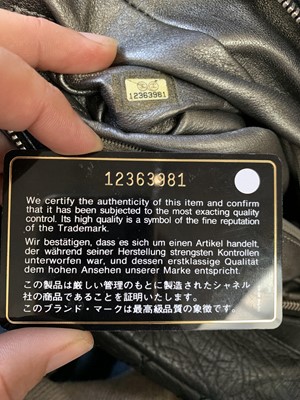 12363981
12363981
We certify the authenticity of this item and confirm
that it has been subjected to the most exacting quality
control. Its high quality is a symbol of the fine reputation
of the Trademark.
Wir bestätigen, dass es sich um einen Artikel handelt,
der während seiner Herstellung strengsten Kontrollen
unterworfen war, und dessen erstklassige Qualität
dem hohen Ansehen unserer Marke entspricht.
この製品は厳しい管理のもとに製造されたシャネル
社の商品であることを証明いたします。
このブランド・マークは最高級品質の象徴です。